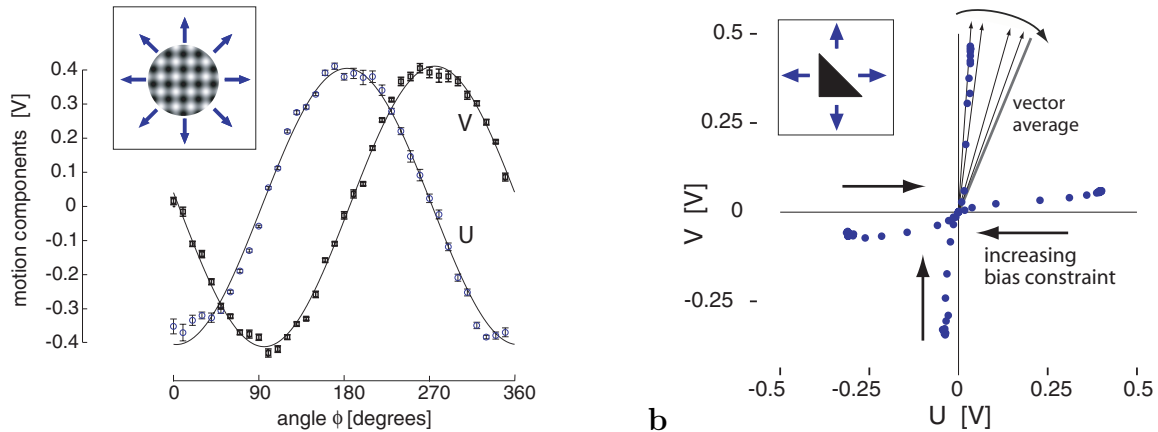 motion components [V]
0.4
0.3
0.2
0.1
0
-0.1
-0.2
-0.3
-0.4
V
U
0
90
180
270
360
angle ϕ [degrees]
V [V]
0.5
0.25
0
-0.25
vector
average
increasing
bias constraint
-0.5
-0.25
0
0.25
0.5
U [V]
b